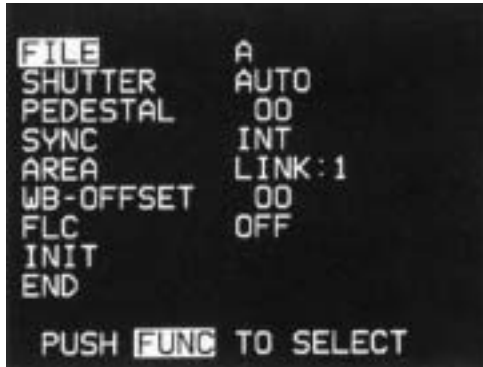 FILE A
SHUTTER AUTO
PEDESTAL 00
SYNC INT
AREA LINK:1
WB-OFFSET 00
FLC OFF
INIT
END
PUSH FUNC TO SELECT